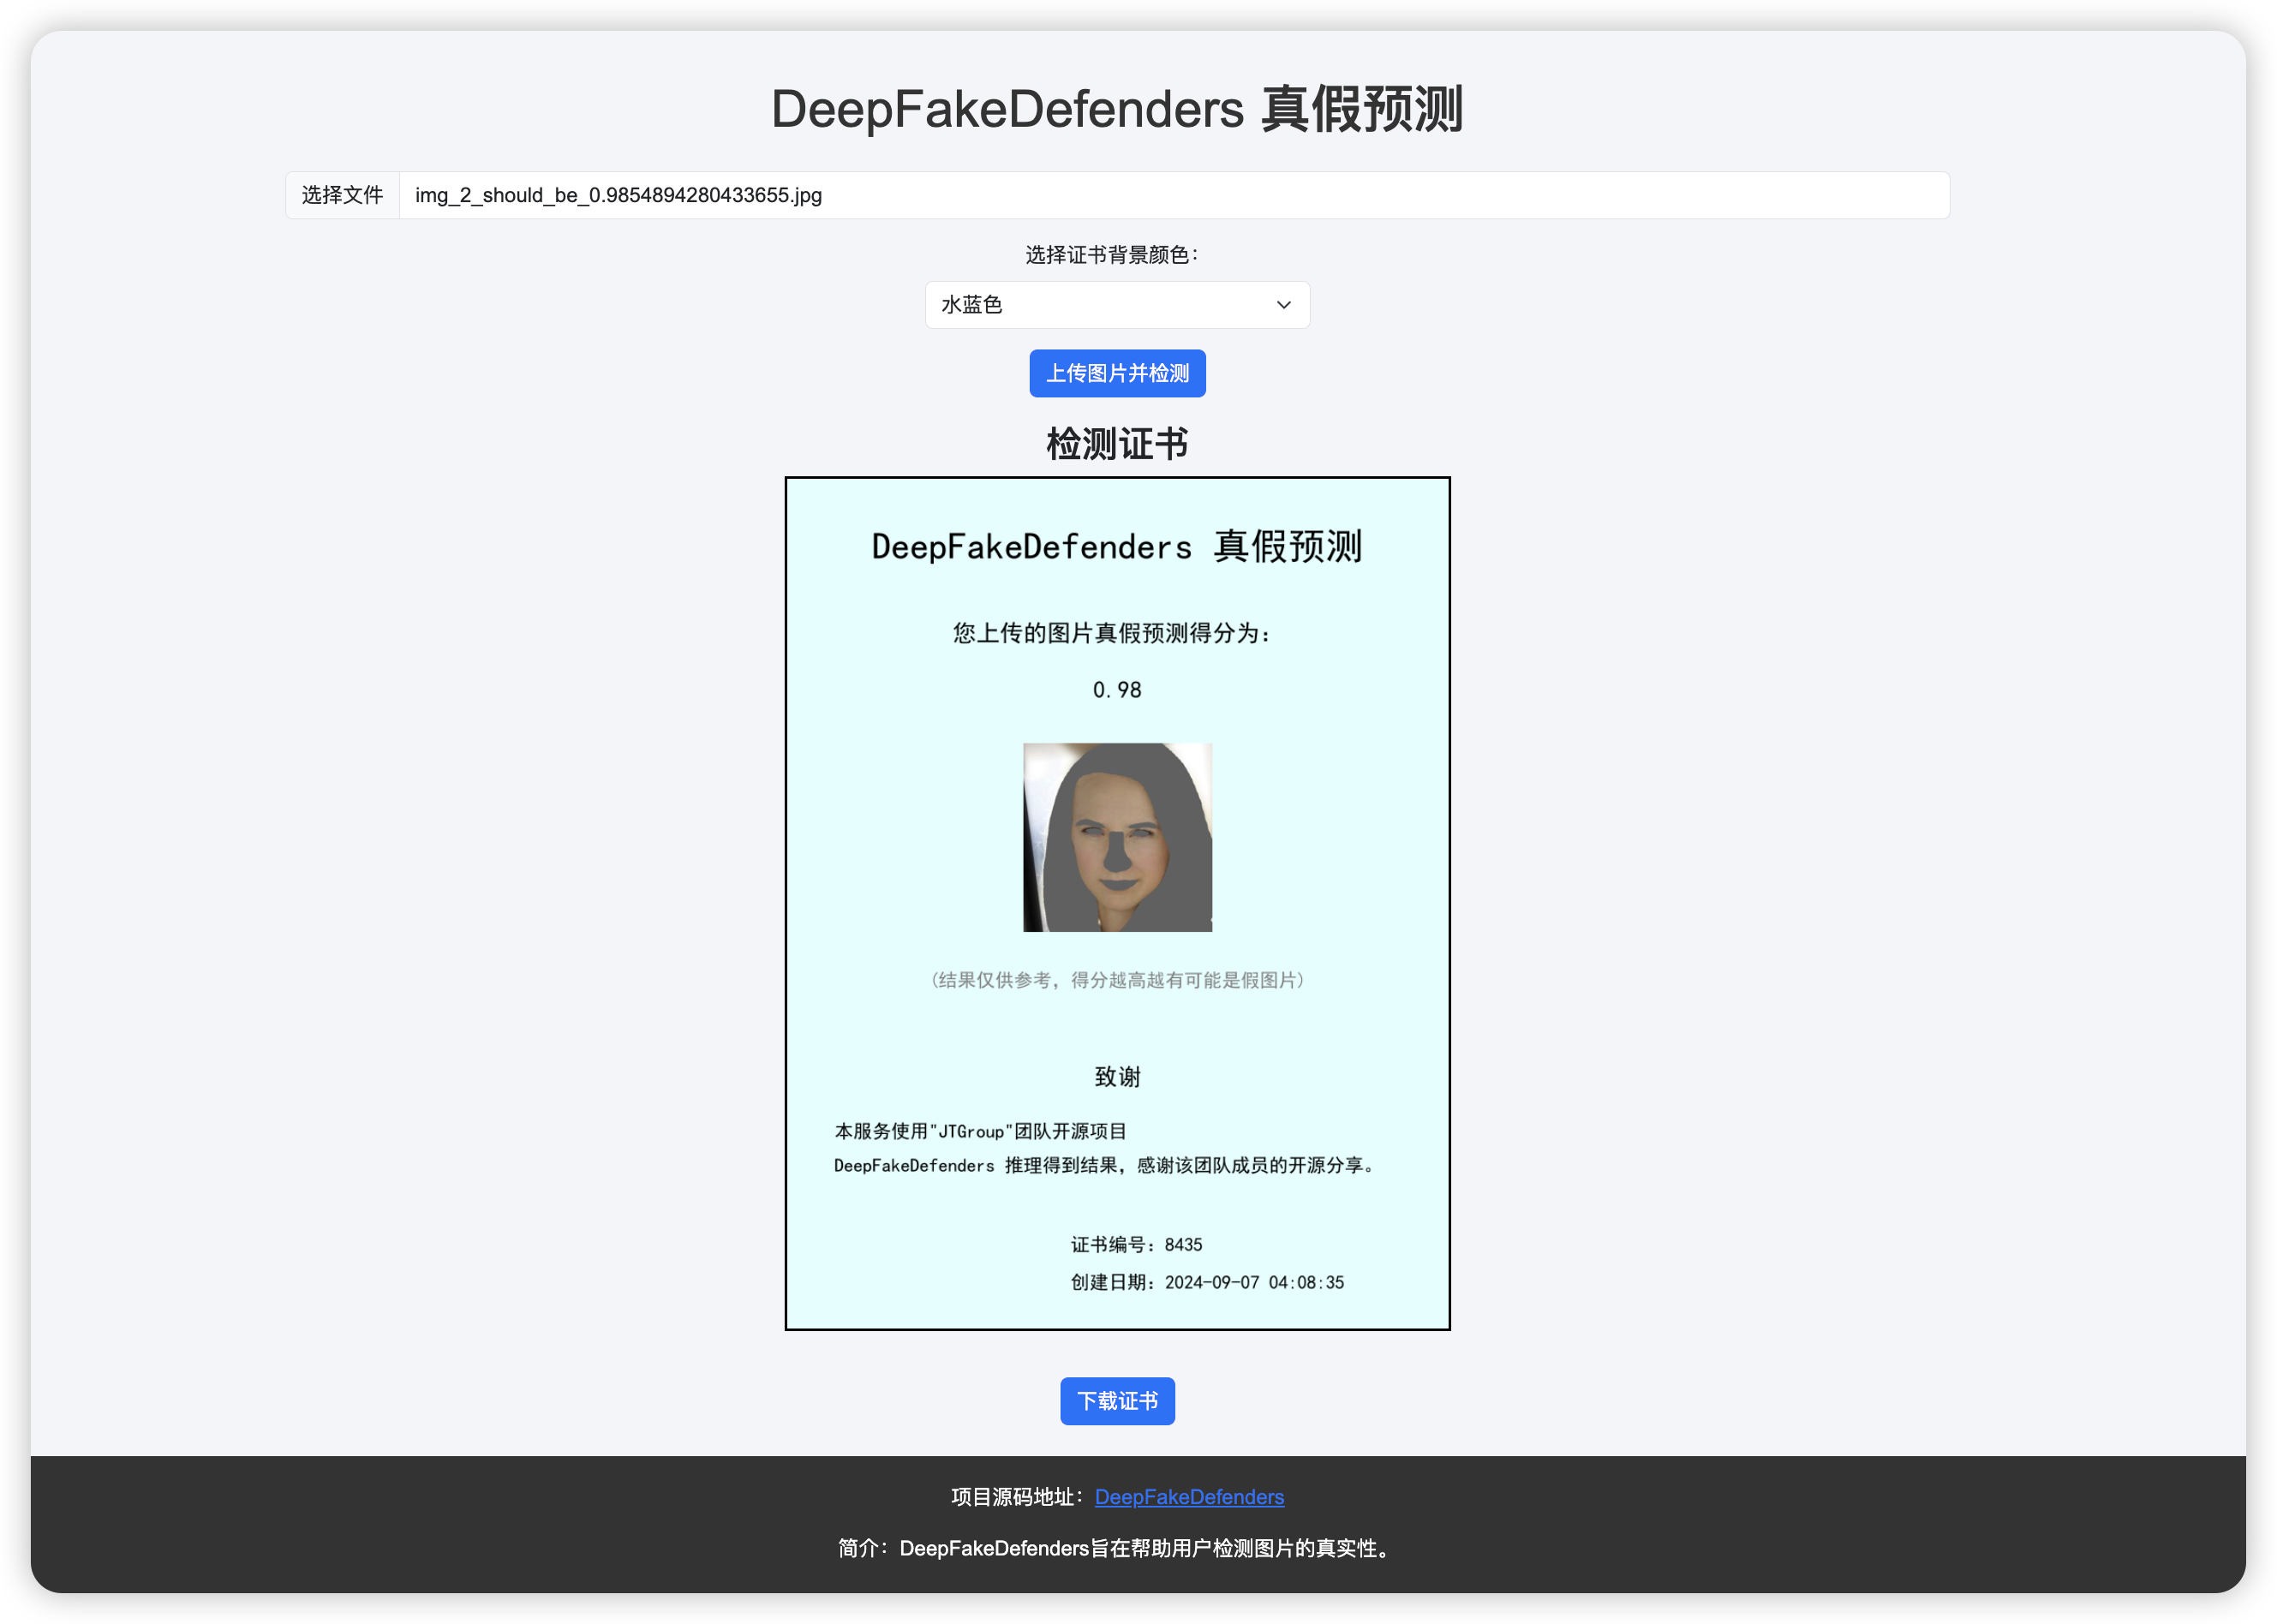 DeepFakeDefenders 真假预测
选择文件 img_2_should_be_0.9854894280433655.jpg
选择证书背景颜色：
水蓝色
上传图片并检测
检测证书
DeepFakeDefenders 真假预测
您上传的图片真假预测得分为：
0.98
（结果仅供参考，得分越高越有可能是假图片）
致谢
本服务使用"JTGroup"团队开源项目
DeepFakeDefenders 推理得到结果，感谢该团队成员的开源分享。
证书编号：8435
创建日期：2024-09-07 04:08:35
下载证书
项目源码地址：DeepFakeDefenders
简介：DeepFakeDefenders旨在帮助用户检测图片的真实性。